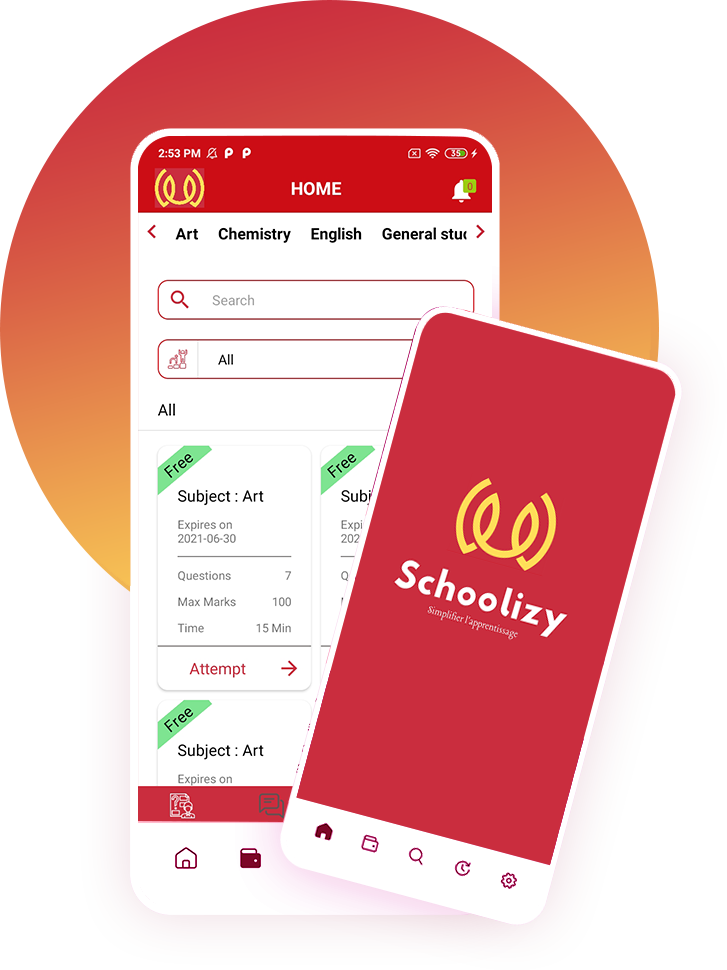 2:53 PM
35
HOME
0
Art Chemistry English General stud
Search
All
All
Free
Subject : Art
Expires on
2021-06-30
Questions 7
Max Marks 100
Time 15 Min
Attempt
Free
Subj
Expi
202
Q
Free
Subject : Art
Expires on
Schoolizy
Simplifier l'apprentissage